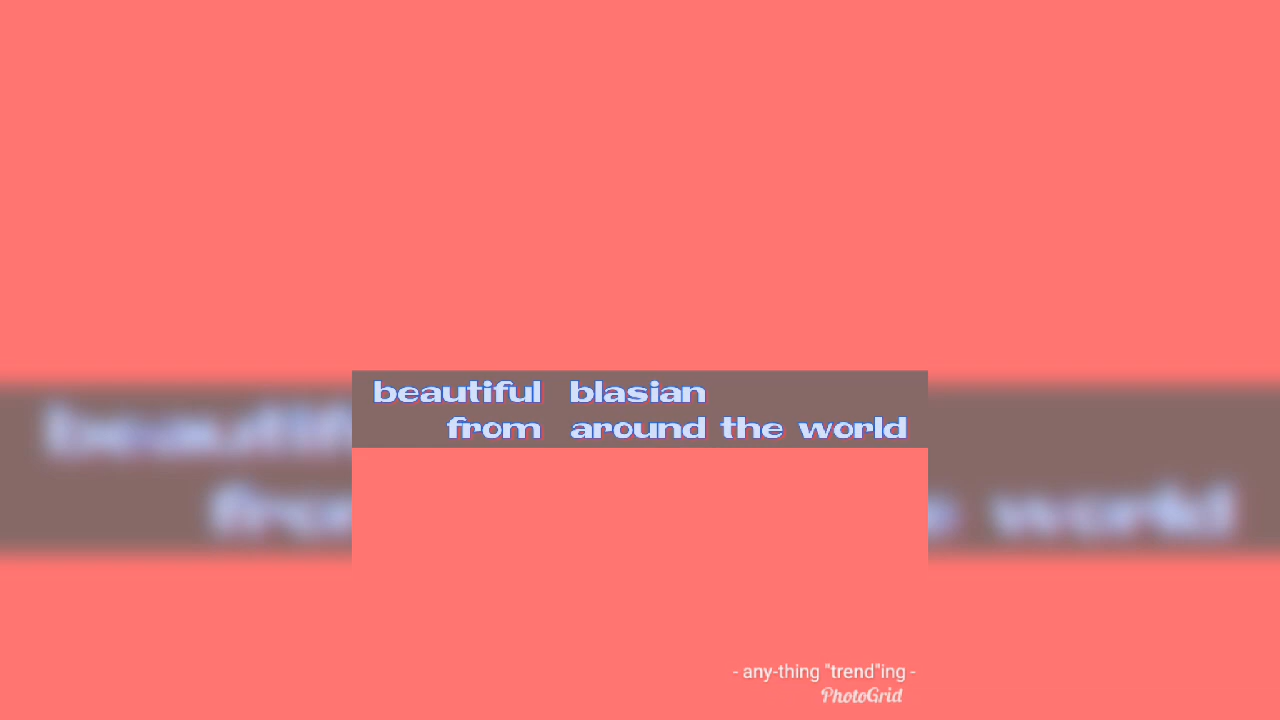 beautiful blasian
from around the world
- any-thing "trend"ing -
PhotoGrid